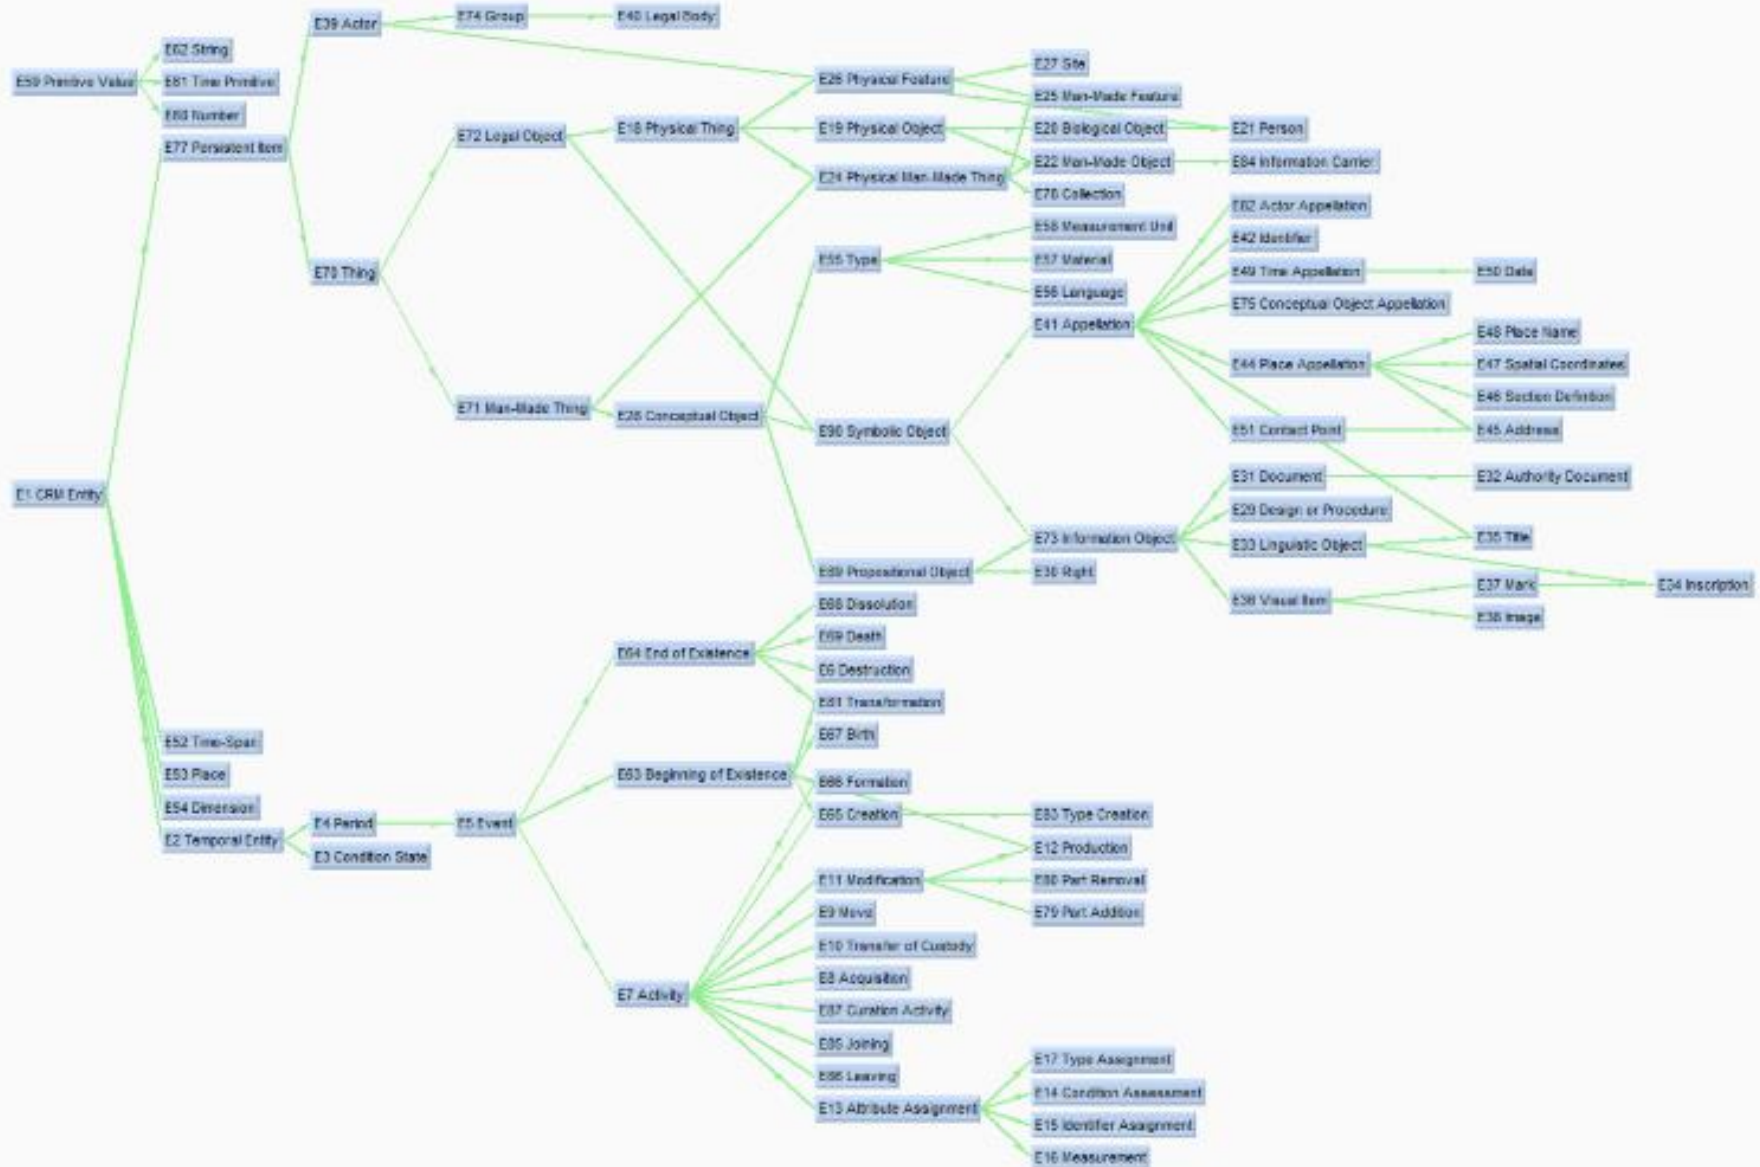 E59 Primitive Value
E62 String
E61 Time Primitive
E60 Number
E1 CRM Entity
E77 Persistent Item
E52 Time-Span
E53 Place
E54 Dimension
E2 Temporal Entity
E39 Actor
E70 Thing
E4 Period
E3 Condition State
E74 Group
E72 Legal Object
E71 Man-Made Thing
E5 Event
E40 Legal Body
E18 Physical Thing
E28 Conceptual Object
E64 End of Existence
E63 Beginning of Existence
E7 Activity
E26 Physical Feature
E19 Physical Object
E24 Physical Man-Made Thing
E55 Type
E90 Symbolic Object
E89 Propositional Object
E68 Dissolution
E69 Death
E6 Destruction
E81 Transformation
E67 Birth
E66 Formation
E65 Creation
E11 Modification
E9 Move
E10 Transfer of Custody
E8 Acquisition
E87 Curation Activity
E85 Joining
E86 Leaving
E13 Attribute Assignment
E27 Site
E25 Man-Made Feature
E20 Biological Object
E22 Man-Made Object
E78 Collection
E58 Measurement Unit
E57 Material
E56 Language
E41 Appellation
E73 Information Object
E30 Right
E83 Type Creation
E12 Production
E80 Part Removal
E79 Part Addition
E17 Type Assignment
E14 Condition Assessment
E15 Identifier Assignment
E16 Measurement
E21 Person
E84 Information Carrier
E82 Actor Appellation
E42 Identifier
E49 Time Appellation
E75 Conceptual Object Appellation
E44 Place Appellation
E51 Contact Point
E31 Document
E29 Design or Procedure
E33 Linguistic Object
E36 Visual Item
E50 Date
E48 Place Name
E47 Spatial Coordinates
E46 Section Definition
E45 Address
E32 Authority Document
E35 Title
E37 Mark
E38 Image
E34 Inscription